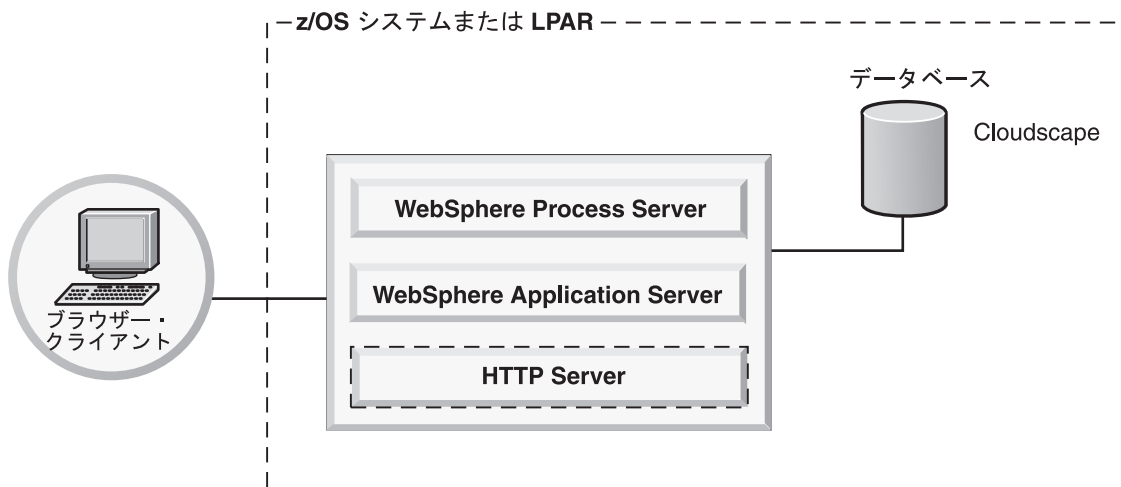 z/OS システムまたは LPAR
データベース
Cloudscape
WebSphere Process Server
WebSphere Application Server
HTTP Server
ブラウザー・
クライアント